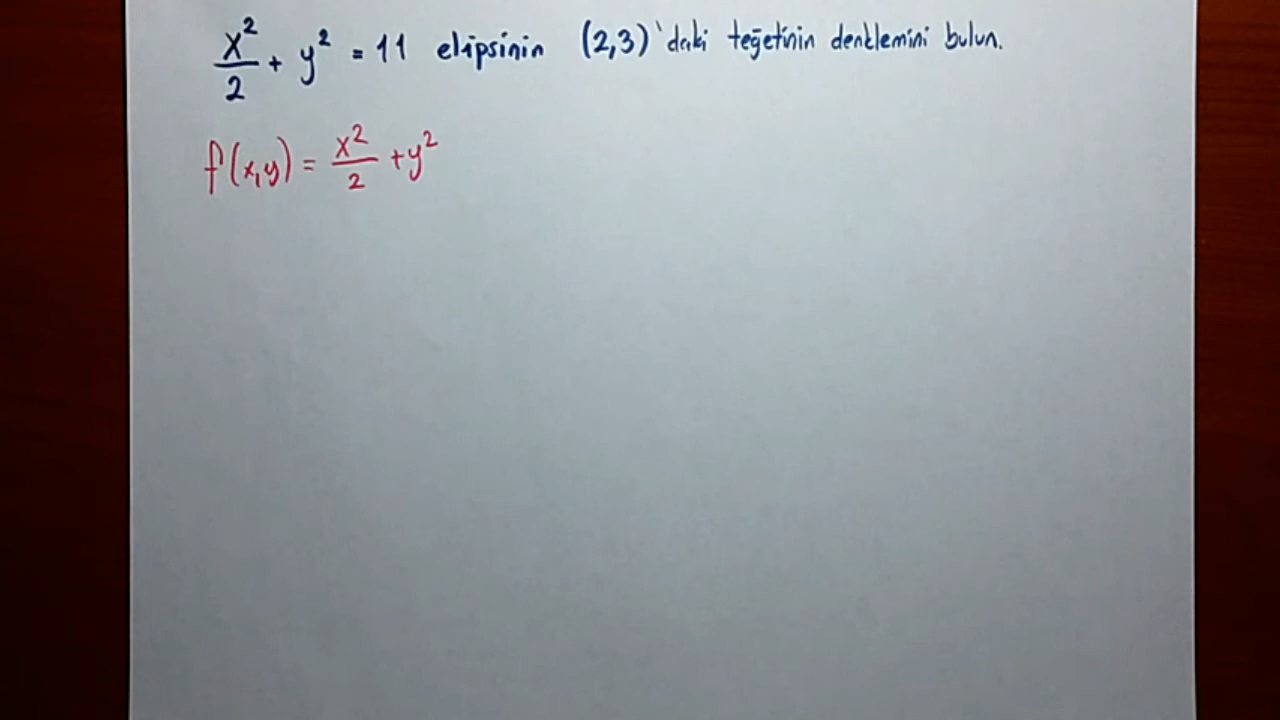 x²/2 + y² = 11 elipsinin (2,3)'daki teğetinin denklemini bulun.
f(x,y) = x²/2 + y²